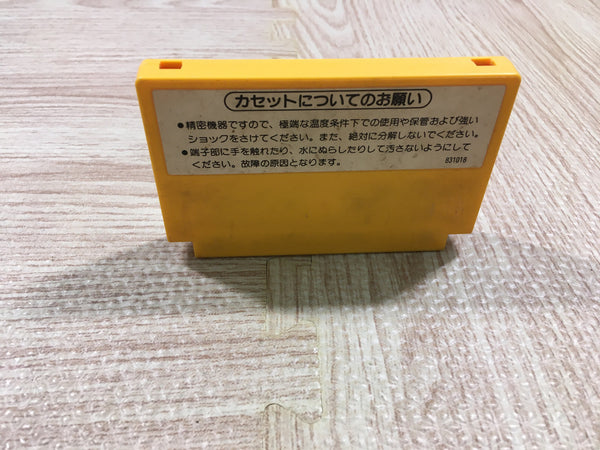 カセットについてのお願い
●精密機器ですので、極端な温度条件下での使用や保管および強い
ショックをさけてください。また、絶対に分解しないでください。
●端子部に手を触れたり、水にぬらしたりして汚さないようにして
ください。故障の原因となります。
831018